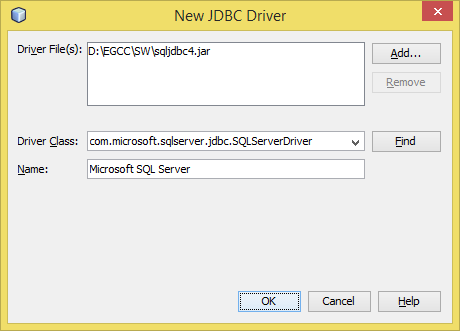 New JDBC Driver
Driver File(s):
D:\EGCC\SW\sqljdbc4.jar
Add...
Remove
Driver Class:
com.microsoft.sqlserver.jdbc.SQLServerDriver
Find
Name:
Microsoft SQL Server
OK
Cancel
Help